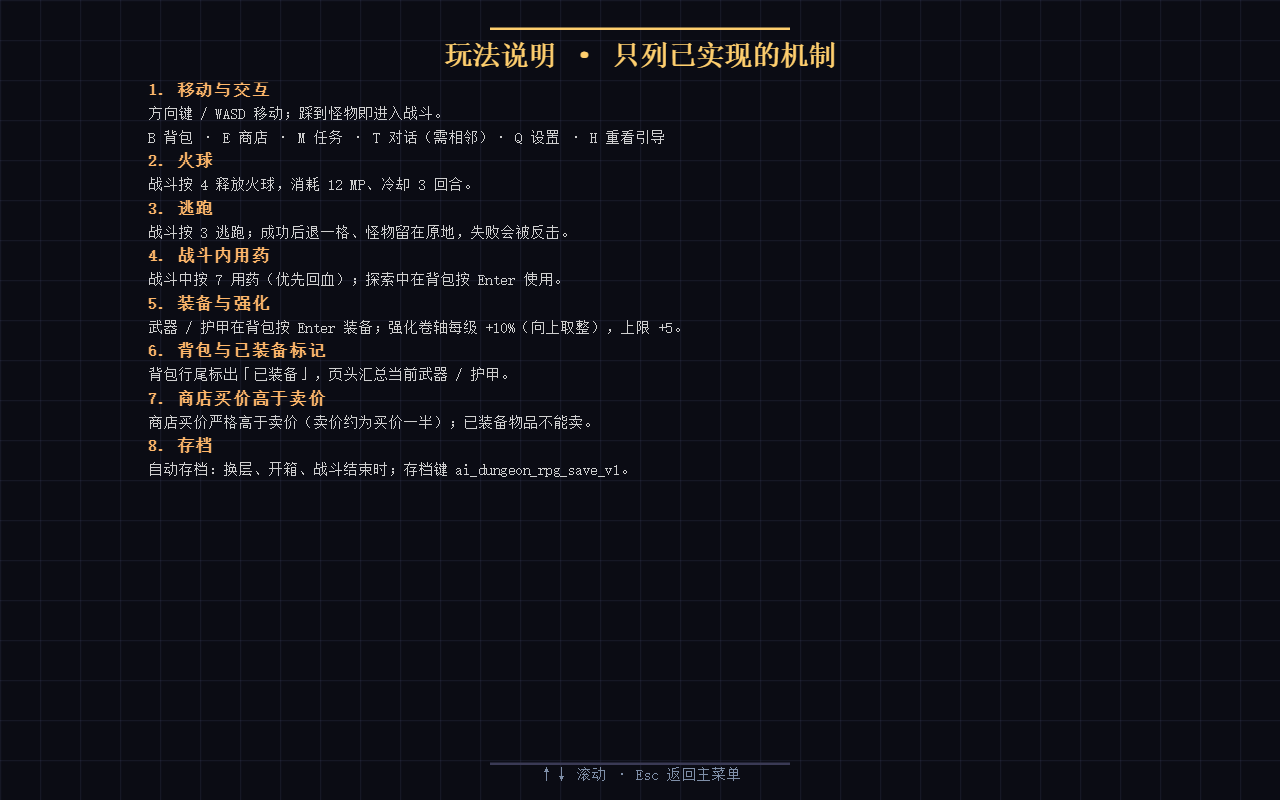 玩法说明 · 只列已实现的机制
1. 移动与交互
方向键 / WASD 移动；踩到怪物即进入战斗。
B 背包 · E 商店 · M 任务 · T 对话（需相邻）· Q 设置 · H 重看引导
2. 火球
战斗按 4 释放火球，消耗 12 MP、冷却 3 回合。
3. 逃跑
战斗按 3 逃跑；成功后退一格、怪物留在原地，失败会被反击。
4. 战斗内用药
战斗中按 7 用药（优先回血）；探索中在背包按 Enter 使用。
5. 装备与强化
武器 / 护甲在背包按 Enter 装备；强化卷轴每级 +10%（向上取整），上限 +5。
6. 背包与已装备标记
背包行尾标出「已装备」，页头汇总当前武器 / 护甲。
7. 商店买价高于卖价
商店买价严格高于卖价（卖价约为买价一半）；已装备物品不能卖。
8. 存档
自动存档：换层、开箱、战斗结束时；存档键 ai_dungeon_rpg_save_v1。
↑↓ 滚动 · Esc 返回主菜单